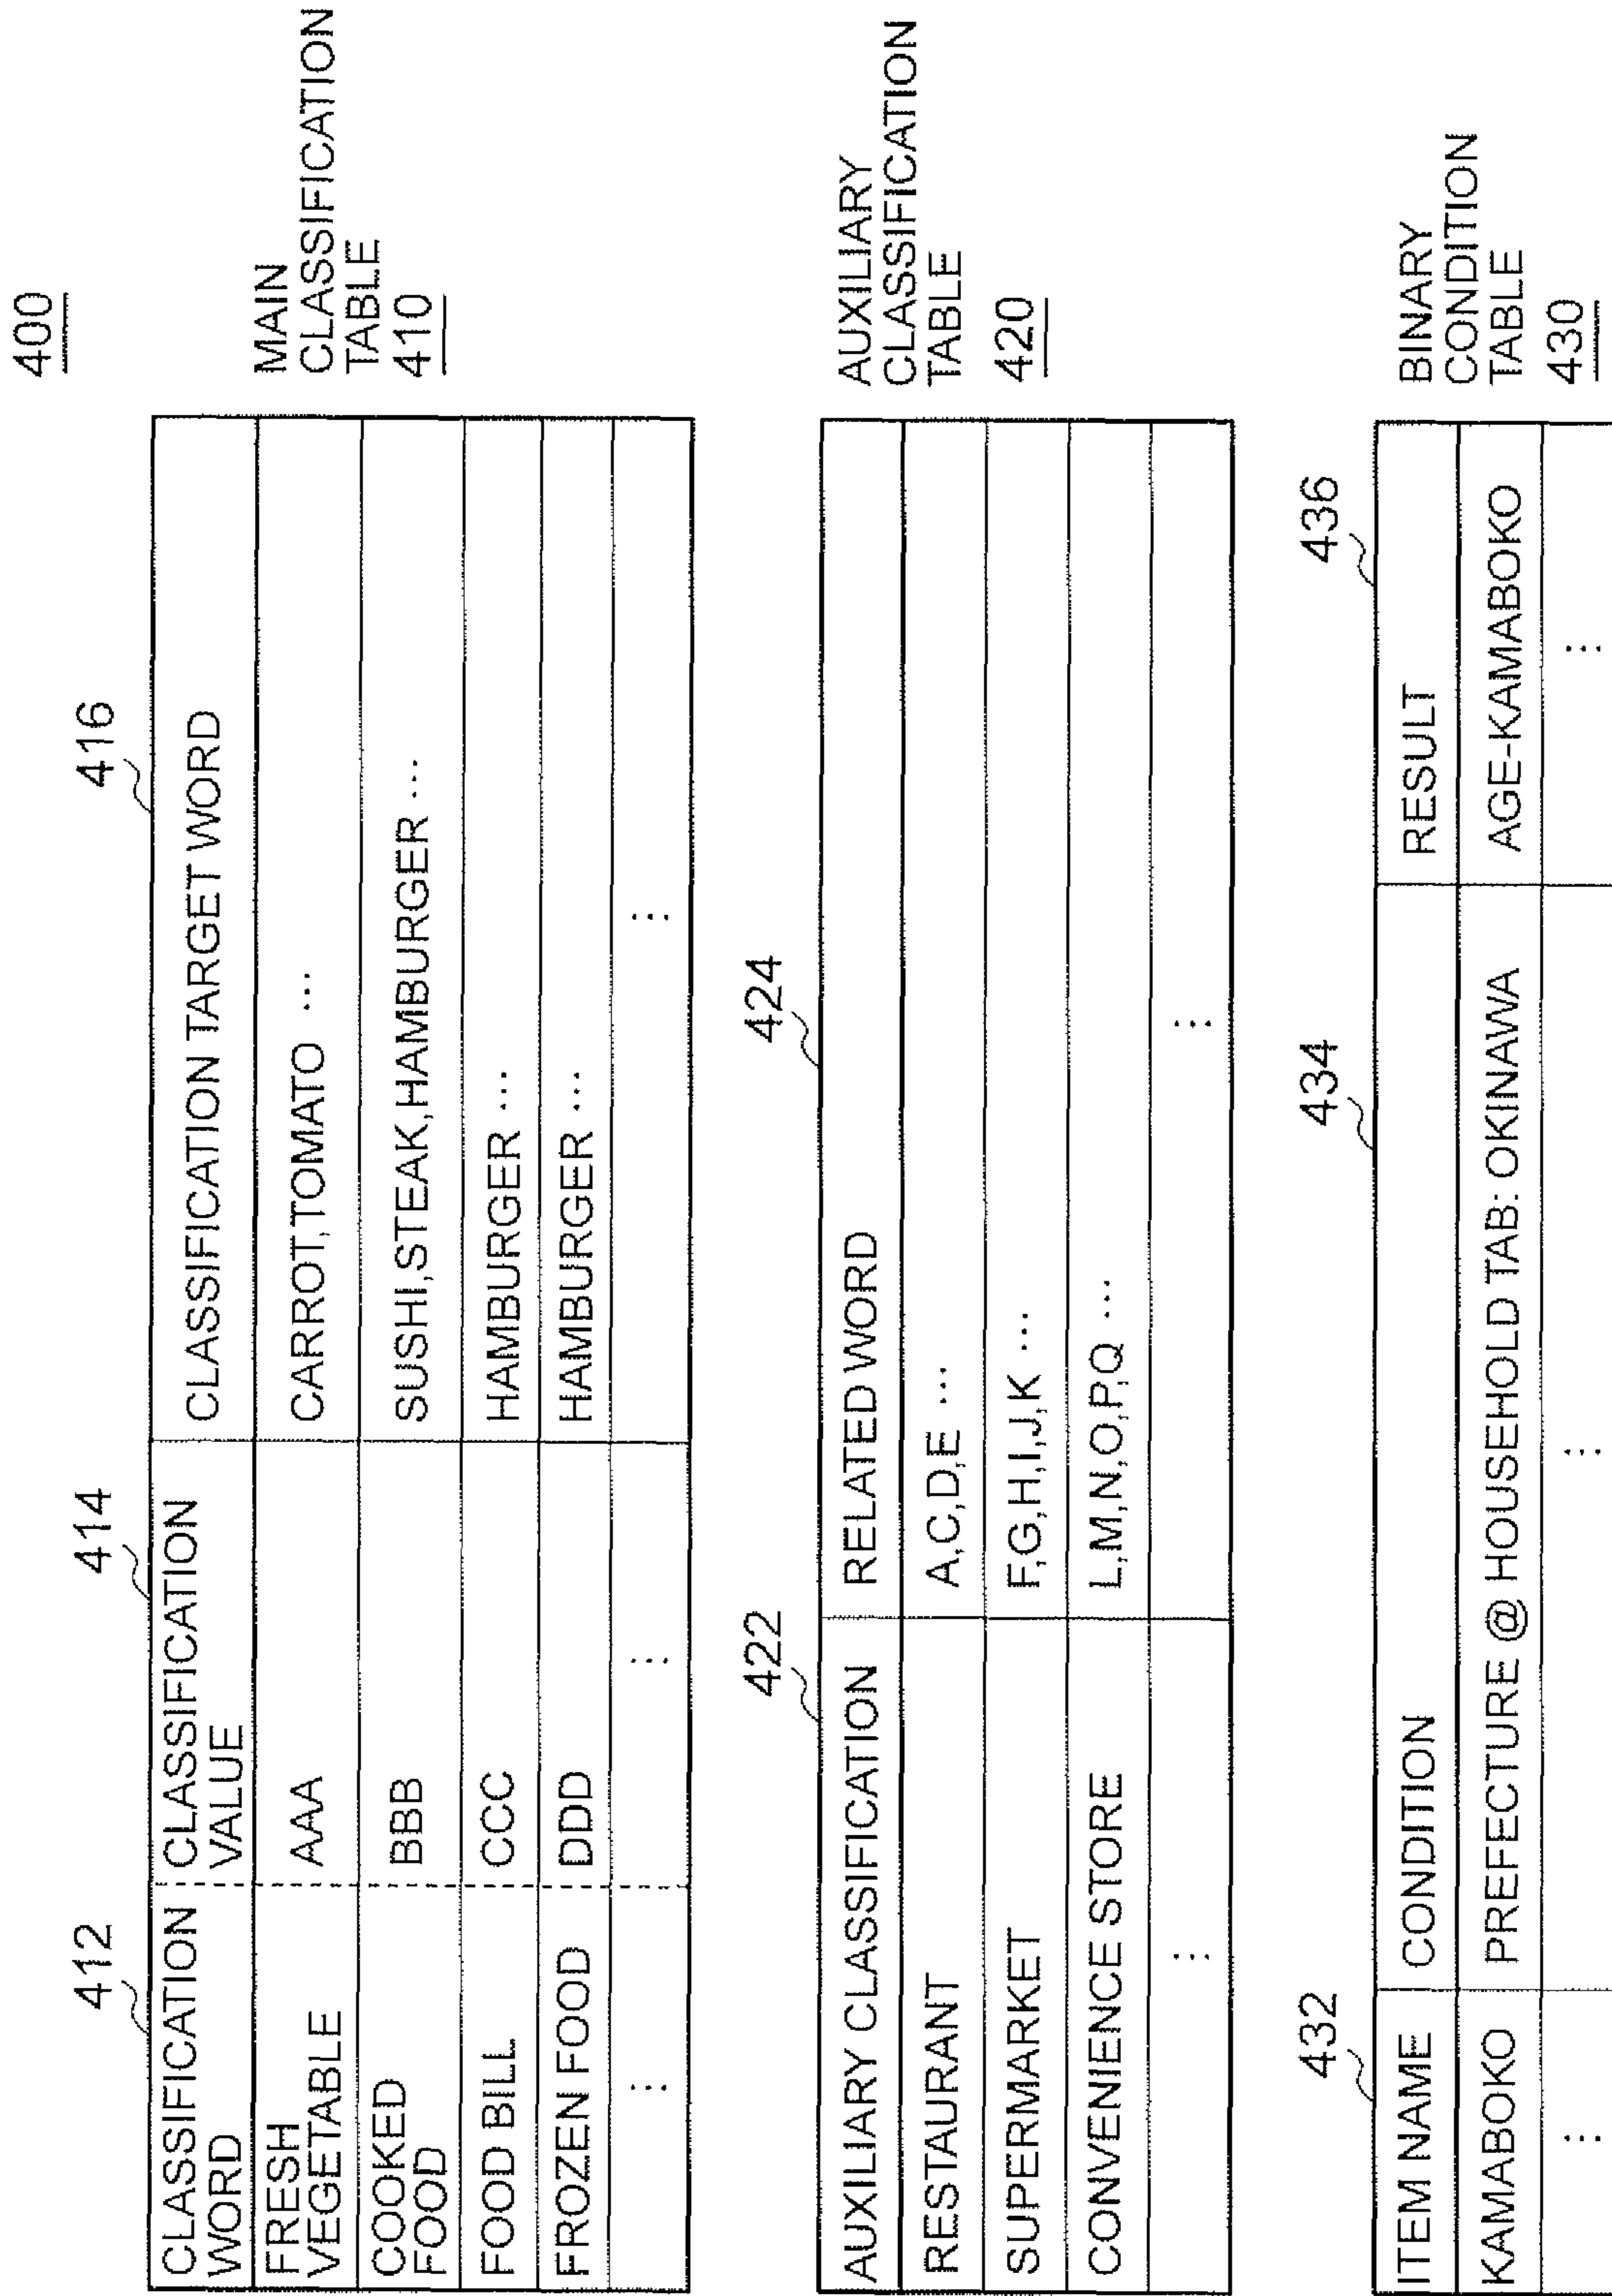 400
412
414
416
CLASSIFICATION WORD
CLASSIFICATION VALUE
CLASSIFICATION TARGET WORD
FRESH VEGETABLE
AAA
CARROT,TOMATO ...
COOKED FOOD
BBB
SUSHI,STEAK,HAMBURGER ...
FOOD BILL
CCC
HAMBURGER ...
FROZEN FOOD
DDD
HAMBURGER ...
...
...
...
MAIN
CLASSIFICATION
TABLE
410
422
424
AUXILIARY CLASSIFICATION
RELATED WORD
RESTAURANT
A,C,D,E ...
SUPERMARKET
F,G,H,I,J,K ...
CONVENIENCE STORE
L,M,N,O,P,Q ...
...
...
AUXILIARY
CLASSIFICATION
TABLE
420
432
434
436
ITEM NAME
CONDITION
RESULT
KAMABOKO
PREFECTURE @ HOUSEHOLD TAB: OKINAWA
AGE-KAMABOKO
...
...
...
BINARY
CONDITION
TABLE
430